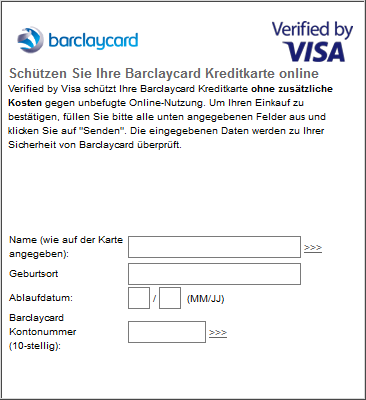 barclaycard
Verified by
VISA
Schützen Sie Ihre Barclaycard Kreditkarte online
Verified by Visa schützt Ihre Barclaycard Kreditkarte ohne zusätzliche
Kosten gegen unbefugte Online-Nutzung. Um Ihren Einkauf zu
bestätigen, füllen Sie bitte alle unten angegebenen Felder aus und
klicken Sie auf "Senden". Die eingegebenen Daten werden zu Ihrer
Sicherheit von Barclaycard überprüft.
Name (wie auf der Karte
angegeben): >>>
Geburtsort
Ablaufdatum: / (MM/JJ)
Barclaycard
Kontonummer >>>
(10-stellig):